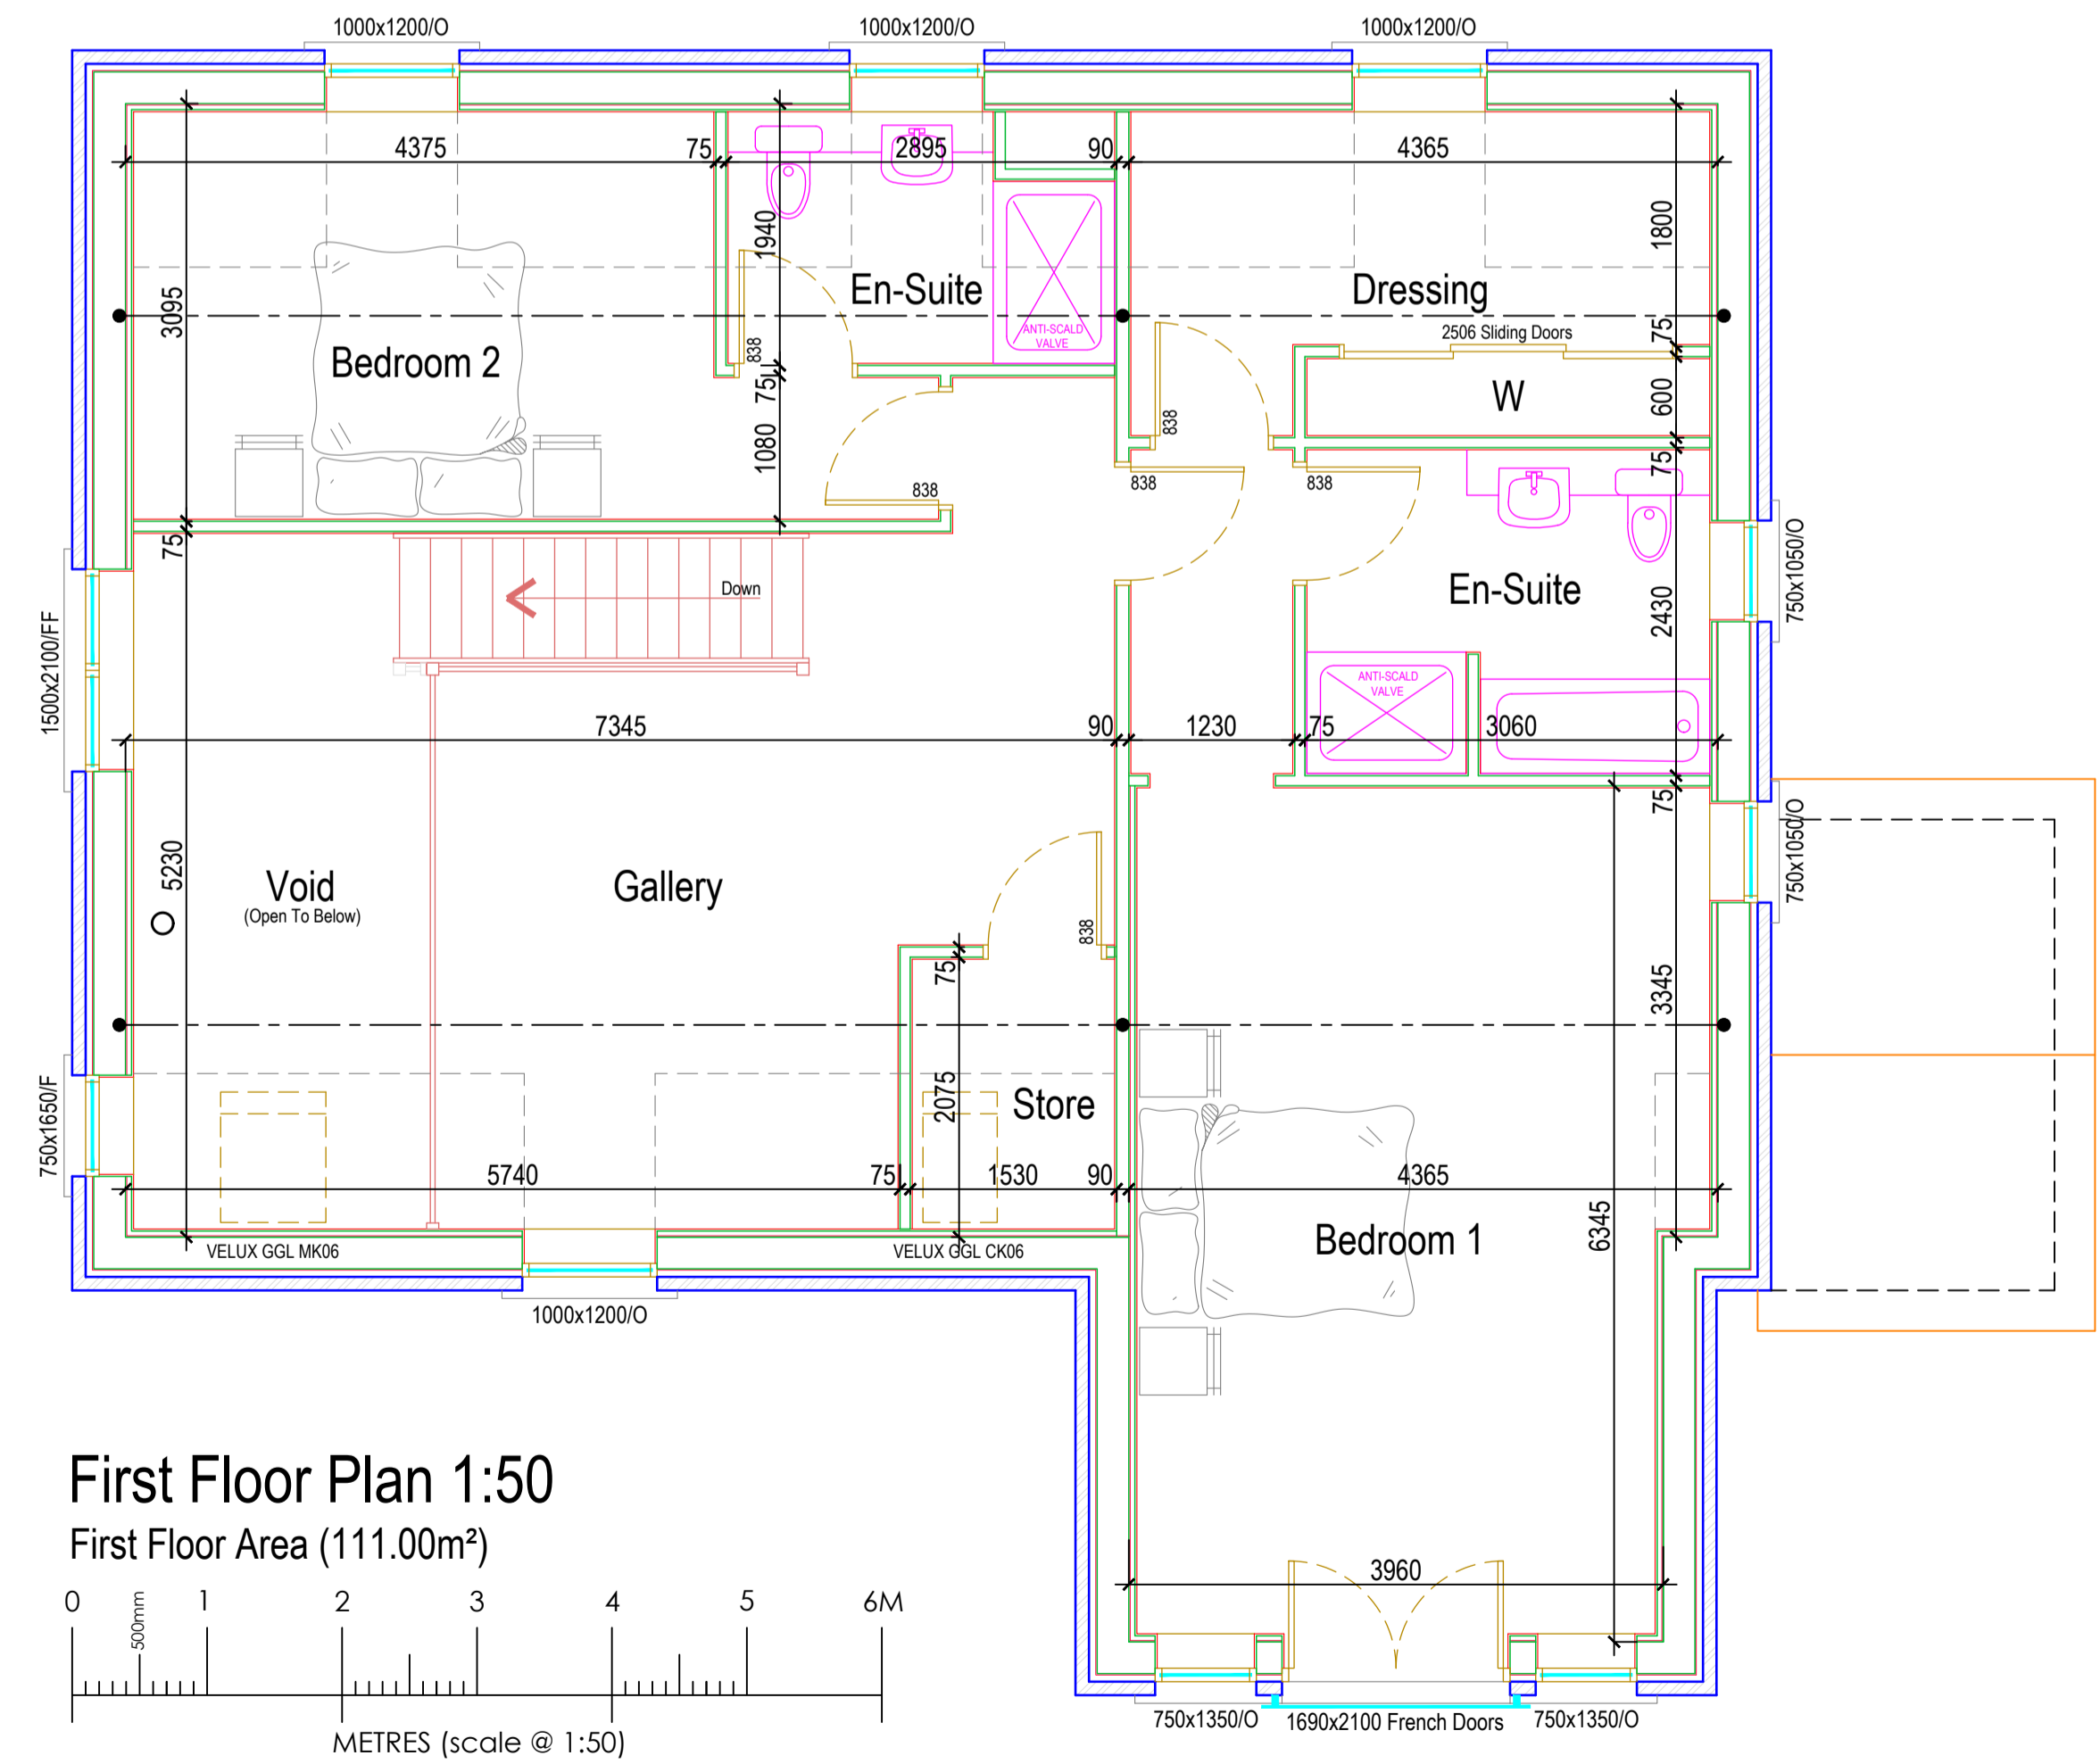 1000x1200/O 1000x1200/O 1000x1200/O
4375 75 2895 90 4365
1940
1800
En-Suite
Dressing
3095
ANTI-SCALD
VALVE
2506 Sliding Doors
75
838
Bedroom 2
75
W
600
838
1080
75
838
838
838
75
Down
En-Suite
750x1050/O
2430
1500x2100/FF
ANTI-SCALD
VALVE
7345 90 1230 75 3060
75
750x1050/O
5230
Void
(Open To Below)
Gallery
838
75
3345
750x1650/F
2075
Store
5740 75 1530 90 4365
6345
Bedroom 1
VELUX GGL MK06
VELUX GGL CK06
1000x1200/O
First Floor Plan 1:50
First Floor Area (111.00m²)
3960
0 500mm 1 2 3 4 5 6M
METRES (scale @ 1:50)
750x1350/O 1690x2100 French Doors 750x1350/O